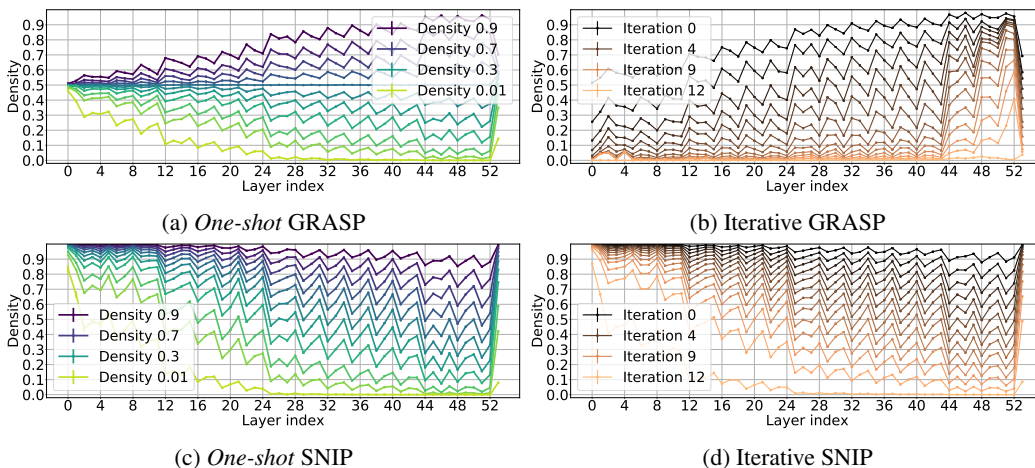 0.9
0.8
0.7
0.6
0.5
0.4
0.3
0.2
0.1
0.0
Density
Density 0.9
Density 0.7
Density 0.3
Density 0.01
0 4 8 12 16 20 24 28 32 36 40 44 48 52
Layer index
(a) One-shot GRASP
0.9
0.8
0.7
0.6
0.5
0.4
0.3
0.2
0.1
0.0
Density
Iteration 0
Iteration 4
Iteration 9
Iteration 12
0 4 8 12 16 20 24 28 32 36 40 44 48 52
Layer index
(b) Iterative GRASP
0.9
0.8
0.7
0.6
0.5
0.4
0.3
0.2
0.1
0.0
Density
Density 0.9
Density 0.7
Density 0.3
Density 0.01
0 4 8 12 16 20 24 28 32 36 40 44 48 52
Layer index
(c) One-shot SNIP
0.9
0.8
0.7
0.6
0.5
0.4
0.3
0.2
0.1
0.0
Density
Iteration 0
Iteration 4
Iteration 9
Iteration 12
0 4 8 12 16 20 24 28 32 36 40 44 48 52
Layer index
(d) Iterative SNIP